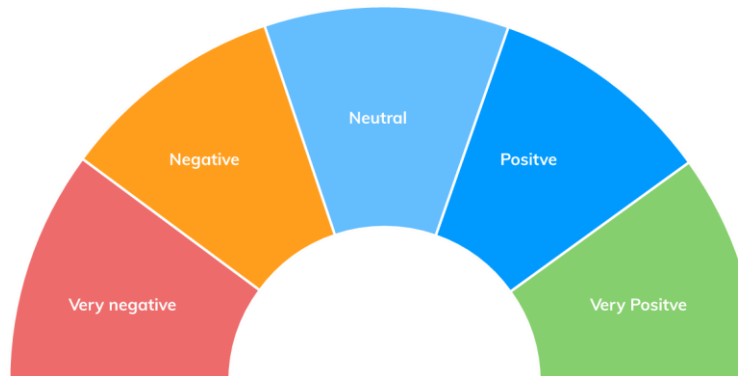 Neutral
Negative
Positve
Very negative
Very Positve